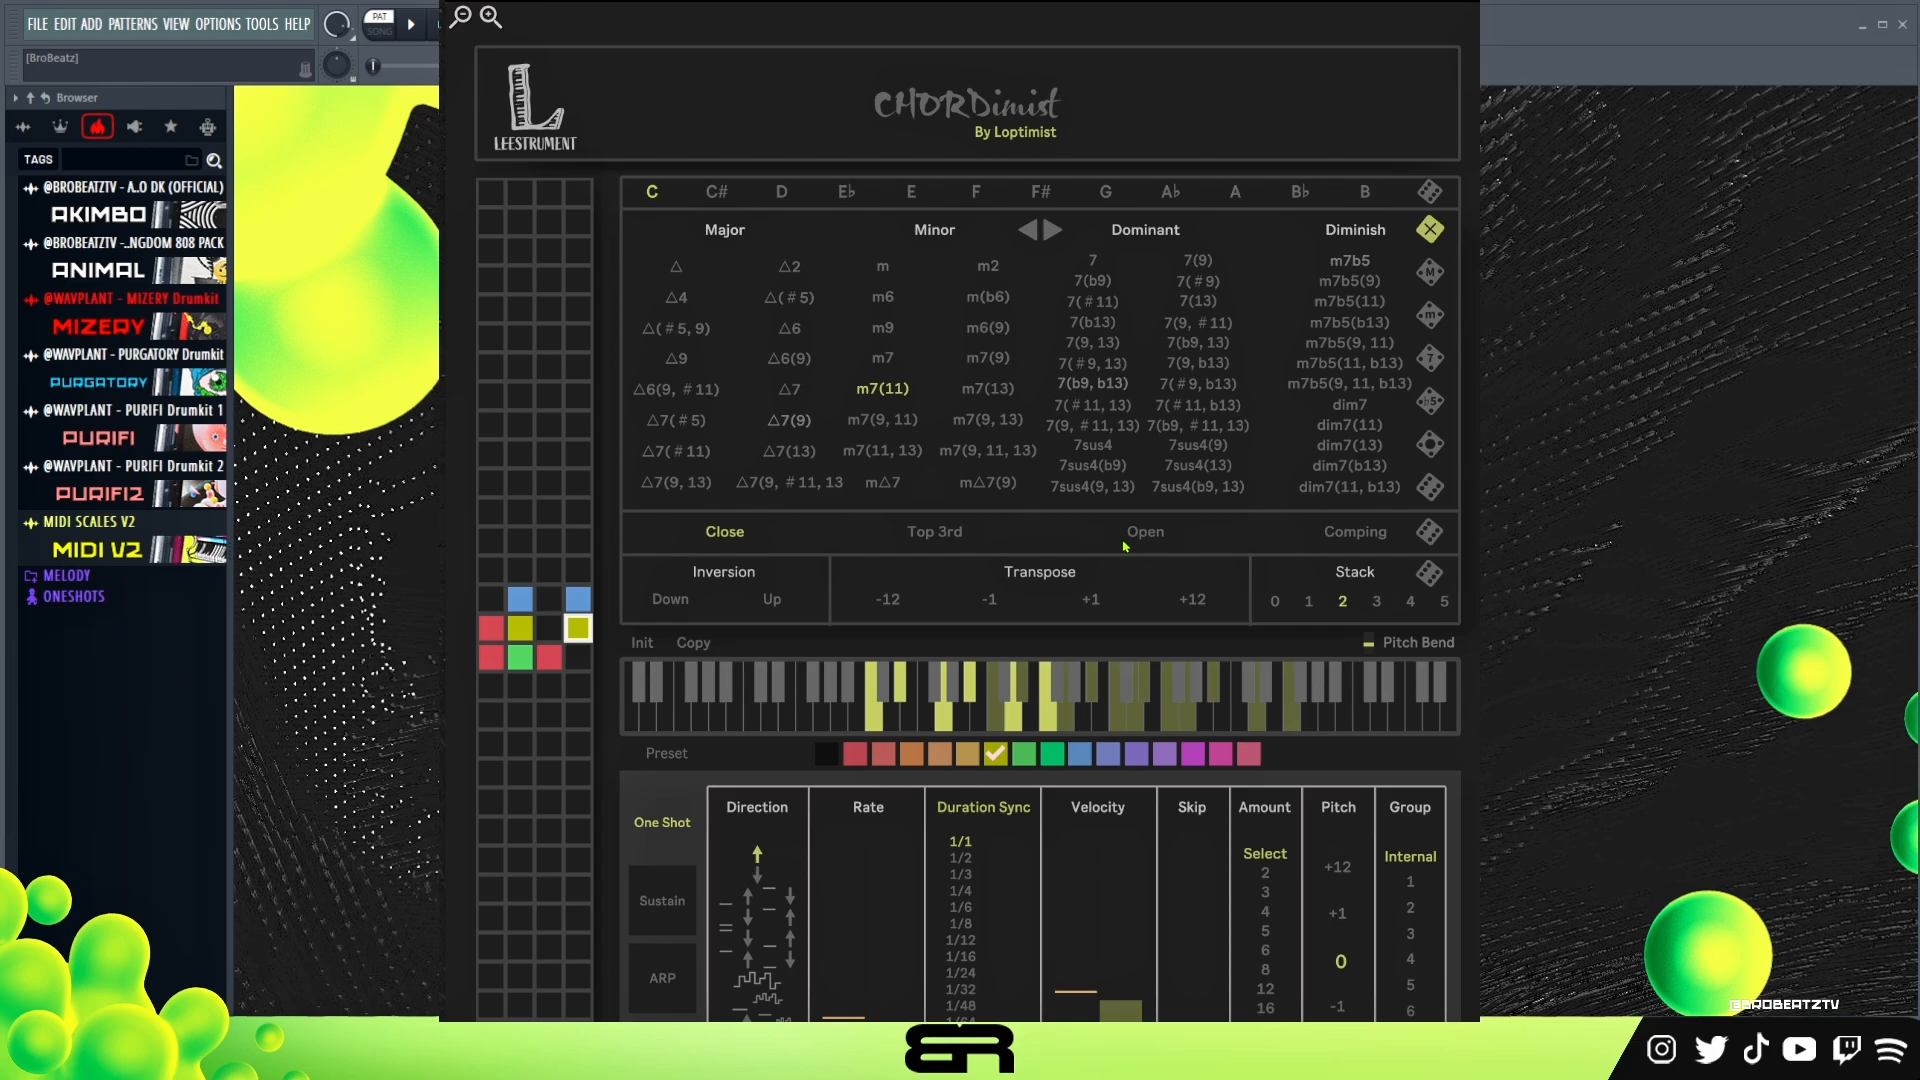 FILE EDIT ADD PATTERNS VIEW OPTIONS TOOLS HELP
PAT
SONG
[BroBeatz]
Browser
TAGS
@BROBEATZTV - A..O DK (OFFICIAL)
AKIMBO
@BROBEATZTV -..NGDOM 808 PACK
ANIMAL
@WAVPLANT - MIZERY Drumkit
MIZERY
@WAVPLANT - PURGATORY Drumkit
PURGATORY
@WAVPLANT - PURIFI Drumkit 1
PURIFI
@WAVPLANT - PURIFI Drumkit 2
PURIFI2
MIDI SCALES V2
MIDI V2
MELODY
ONESHOTS
L
LEESTRUMENT
CHORDimist
By Loptimist
C C# D E♭ E F F# G A♭ A B♭ B
Major Minor Dominant Diminish
△ △2 m m2
△4 △(#5) m6 m(b6)
△(#5, 9) △6 m9 m6(9)
△9 △6(9) m7 m7(9)
△6(9, #11) △7 m7(11) m7(13)
△7(#5) △7(9) m7(9, 11) m7(9, 13)
△7(#11) △7(13) m7(11, 13) m7(9, 11, 13)
△7(9, 13) △7(9, #11, 13 m△7 m△7(9)
7 7(9) m7b5
7(b9) 7(#9) m7b5(9)
7(#11) 7(13) m7b5(11)
7(b13) 7(9, #11) m7b5(b13)
7(9, 13) 7(b9, 13) m7b5(9, 11)
7(#9, 13) 7(9, b13) m7b5(11, b13)
7(b9, b13) 7(#9, b13) m7b5(9, 11, b13)
7(#11, 13) 7(#11, b13) dim7
7(9, #11, 13) 7(b9, #11, 13) dim7(11)
7sus4 7sus4(9) dim7(13)
7sus4(b9) 7sus4(13) dim7(b13)
7sus4(9, 13) 7sus4(b9, 13) dim7(11, b13)
M
m
7
b5
Close Top 3rd Open Comping
Inversion Transpose Stack
Down Up -12 -1 +1 +12 0 1 2 3 4 5
Init Copy Pitch Bend
Preset
One Shot
Sustain
ARP
Direction Rate Duration Sync Velocity Skip Amount Pitch Group
1/1
1/2
1/3
1/4
1/6
1/8
1/12
1/16
1/24
1/32
1/48
1/64
Select
2
3
4
5
6
8
12
16
+12
+1
0
-1
Internal
1
2
3
4
5
6
@BROBEATZTV
BR